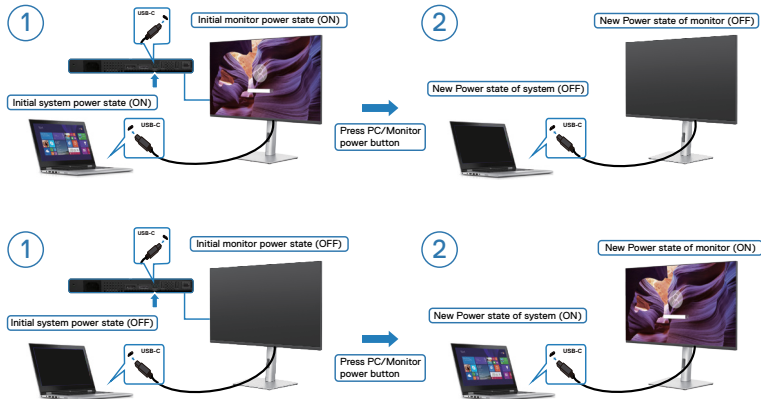 1
USB-C
Initial monitor power state (ON)
Initial system power state (ON)
USB-C
Press PC/Monitor
power button
2
New Power state of monitor (OFF)
New Power state of system (OFF)
USB-C
1
USB-C
Initial monitor power state (OFF)
Initial system power state (OFF)
USB-C
Press PC/Monitor
power button
2
New Power state of monitor (ON)
New Power state of system (ON)
USB-C